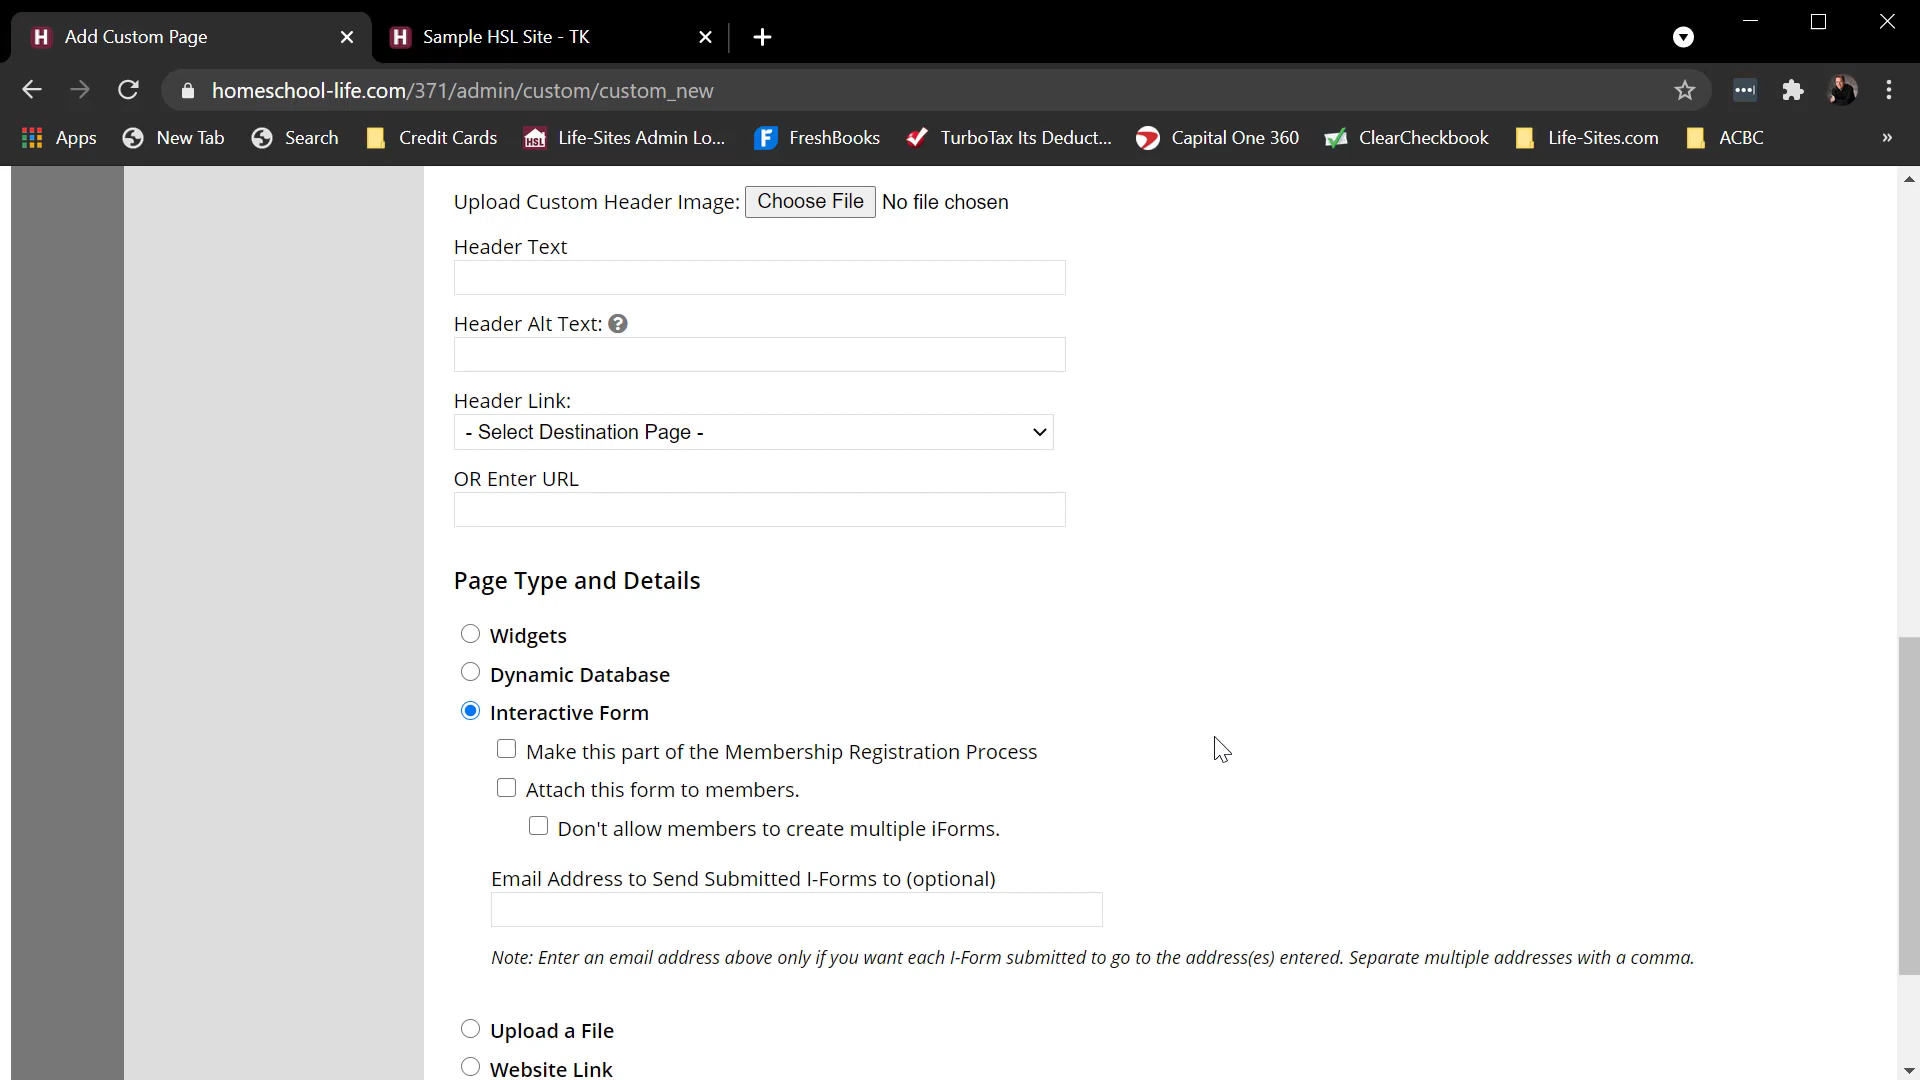 Add Custom Page
Sample HSL Site - TK
homeschool-life.com/371/admin/custom/custom_new
Apps
New Tab
Search
Credit Cards
HSL
Life-Sites Admin Lo...
FreshBooks
TurboTax Its Deduct...
Capital One 360
ClearCheckbook
Life-Sites.com
ACBC
»
Upload Custom Header Image: Choose File No file chosen
Header Text
Header Alt Text: ?
Header Link:
- Select Destination Page -
OR Enter URL
Page Type and Details
Widgets
Dynamic Database
Interactive Form
Make this part of the Membership Registration Process
Attach this form to members.
Don't allow members to create multiple iForms.
Email Address to Send Submitted I-Forms to (optional)
Note: Enter an email address above only if you want each I-Form submitted to go to the address(es) entered. Separate multiple addresses with a comma.
Upload a File
Website Link